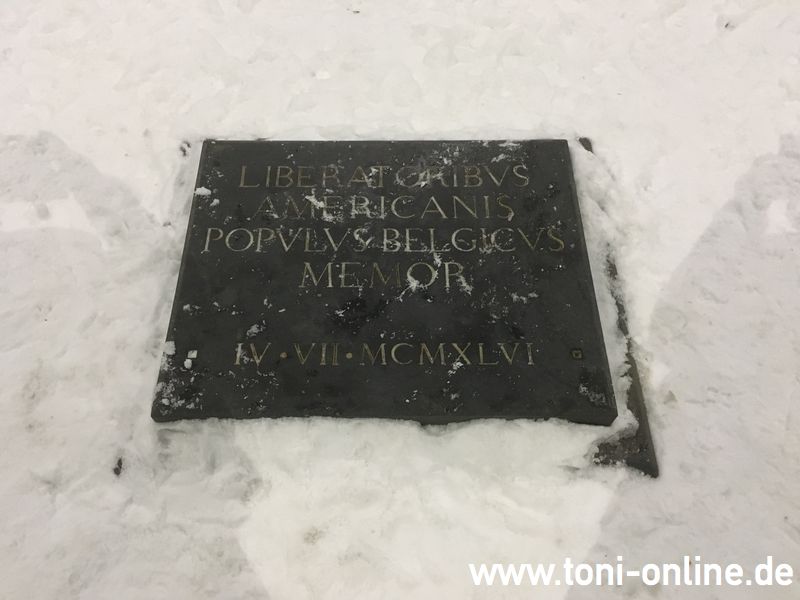 LIBERATORIBVS
AMERICANIS
POPVLVS BELGICVS
MEMOR
IV · VII · MCMXLVI
www.toni-online.de